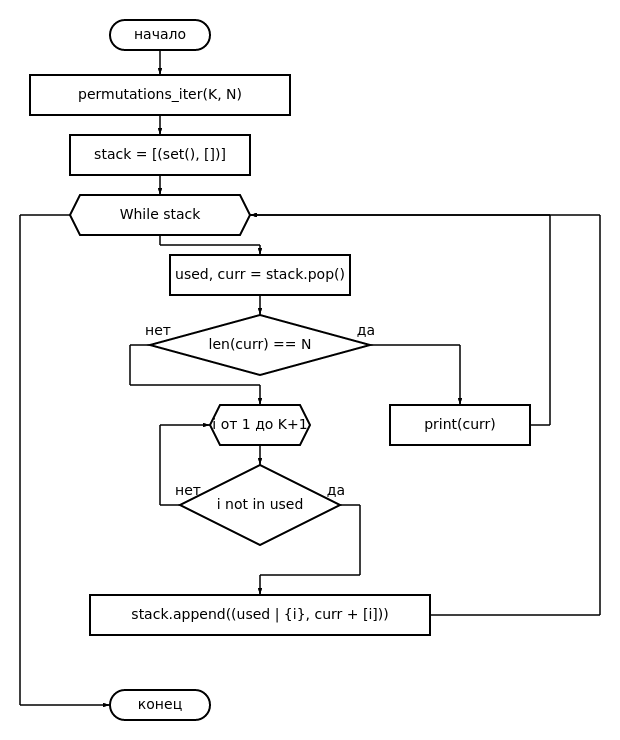 начало
permutations_iter(K, N)
stack = [(set(), [])]
While stack
used, curr = stack.pop()
нет
да
len(curr) == N
i от 1 до K+1
print(curr)
нет
да
i not in used
stack.append((used | {i}, curr + [i]))
конец